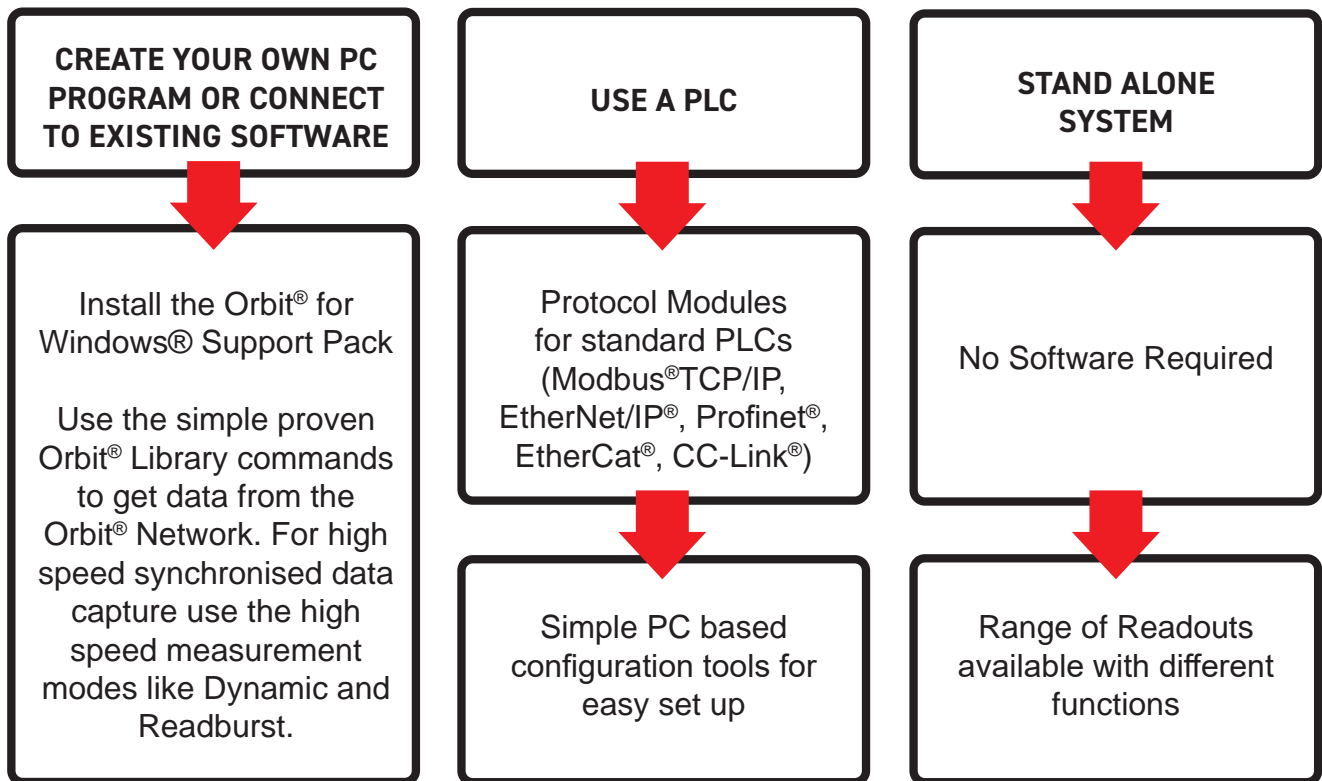 CREATE YOUR OWN PC
PROGRAM OR CONNECT
TO EXISTING SOFTWARE
Install the Orbit® for
Windows® Support Pack
Use the simple proven
Orbit® Library commands
to get data from the
Orbit® Network. For high
speed synchronised data
capture use the high
speed measurement
modes like Dynamic and
Readburst.
USE A PLC
Protocol Modules
for standard PLCs
(Modbus®TCP/IP,
EtherNet/IP®, Profinet®,
EtherCat®, CC-Link®)
Simple PC based
configuration tools for
easy set up
STAND ALONE
SYSTEM
No Software Required
Range of Readouts
available with different
functions